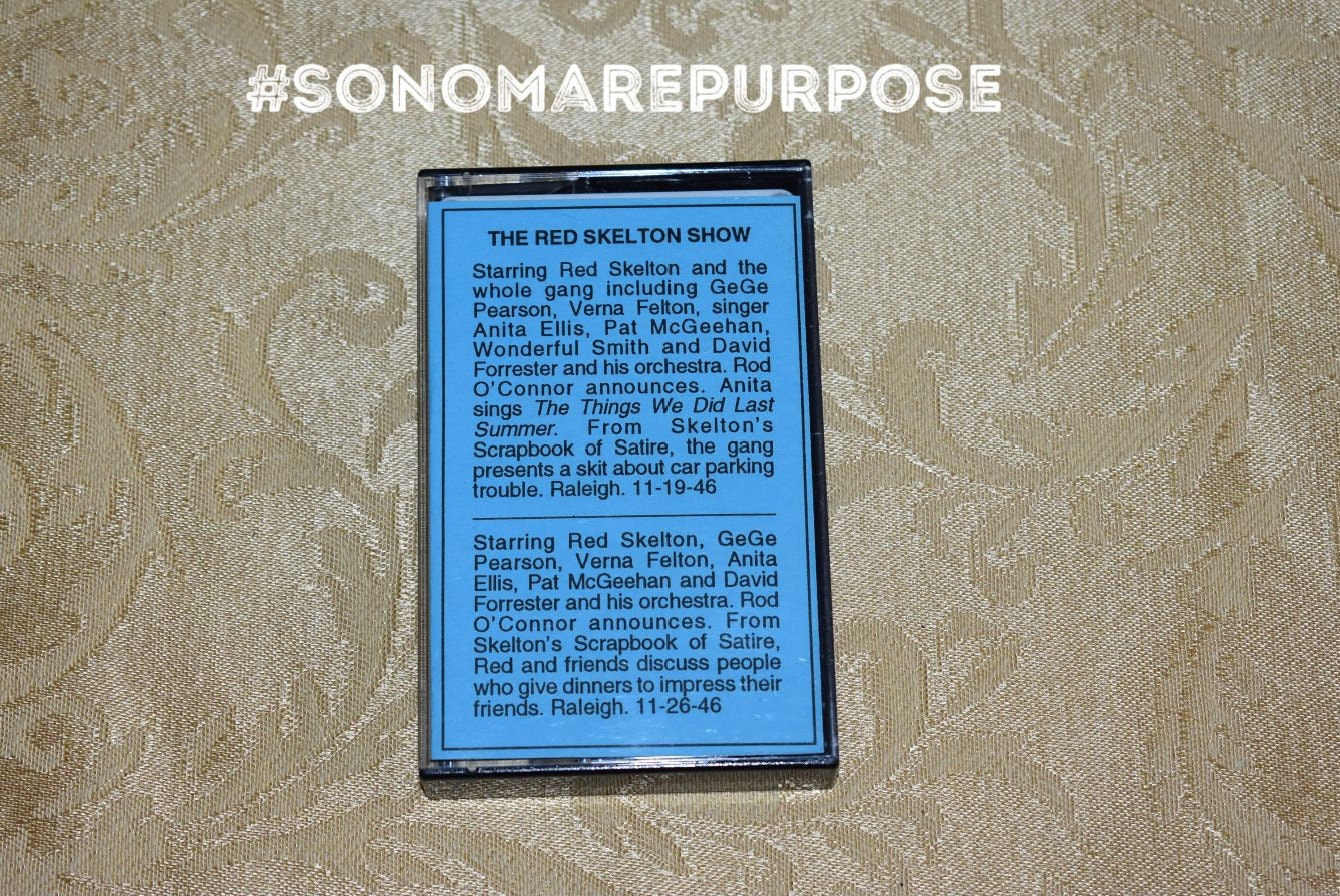 #SONOMAREPURPOSE
THE RED SKELTON SHOW
Starring Red Skelton and the
whole gang including GeGe
Pearson, Verna Felton, singer
Anita Ellis, Pat McGeehan,
Wonderful Smith and David
Forrester and his orchestra. Rod
O'Connor announces. Anita
sings The Things We Did Last
Summer. From Skelton's
Scrapbook of Satire, the gang
presents a skit about car parking
trouble. Raleigh. 11-19-46
Starring Red Skelton, GeGe
Pearson, Verna Felton, Anita
Ellis, Pat McGeehan and David
Forrester and his orchestra. Rod
O'Connor announces. From
Skelton's Scrapbook of Satire,
Red and friends discuss people
who give dinners to impress their
friends. Raleigh. 11-26-46